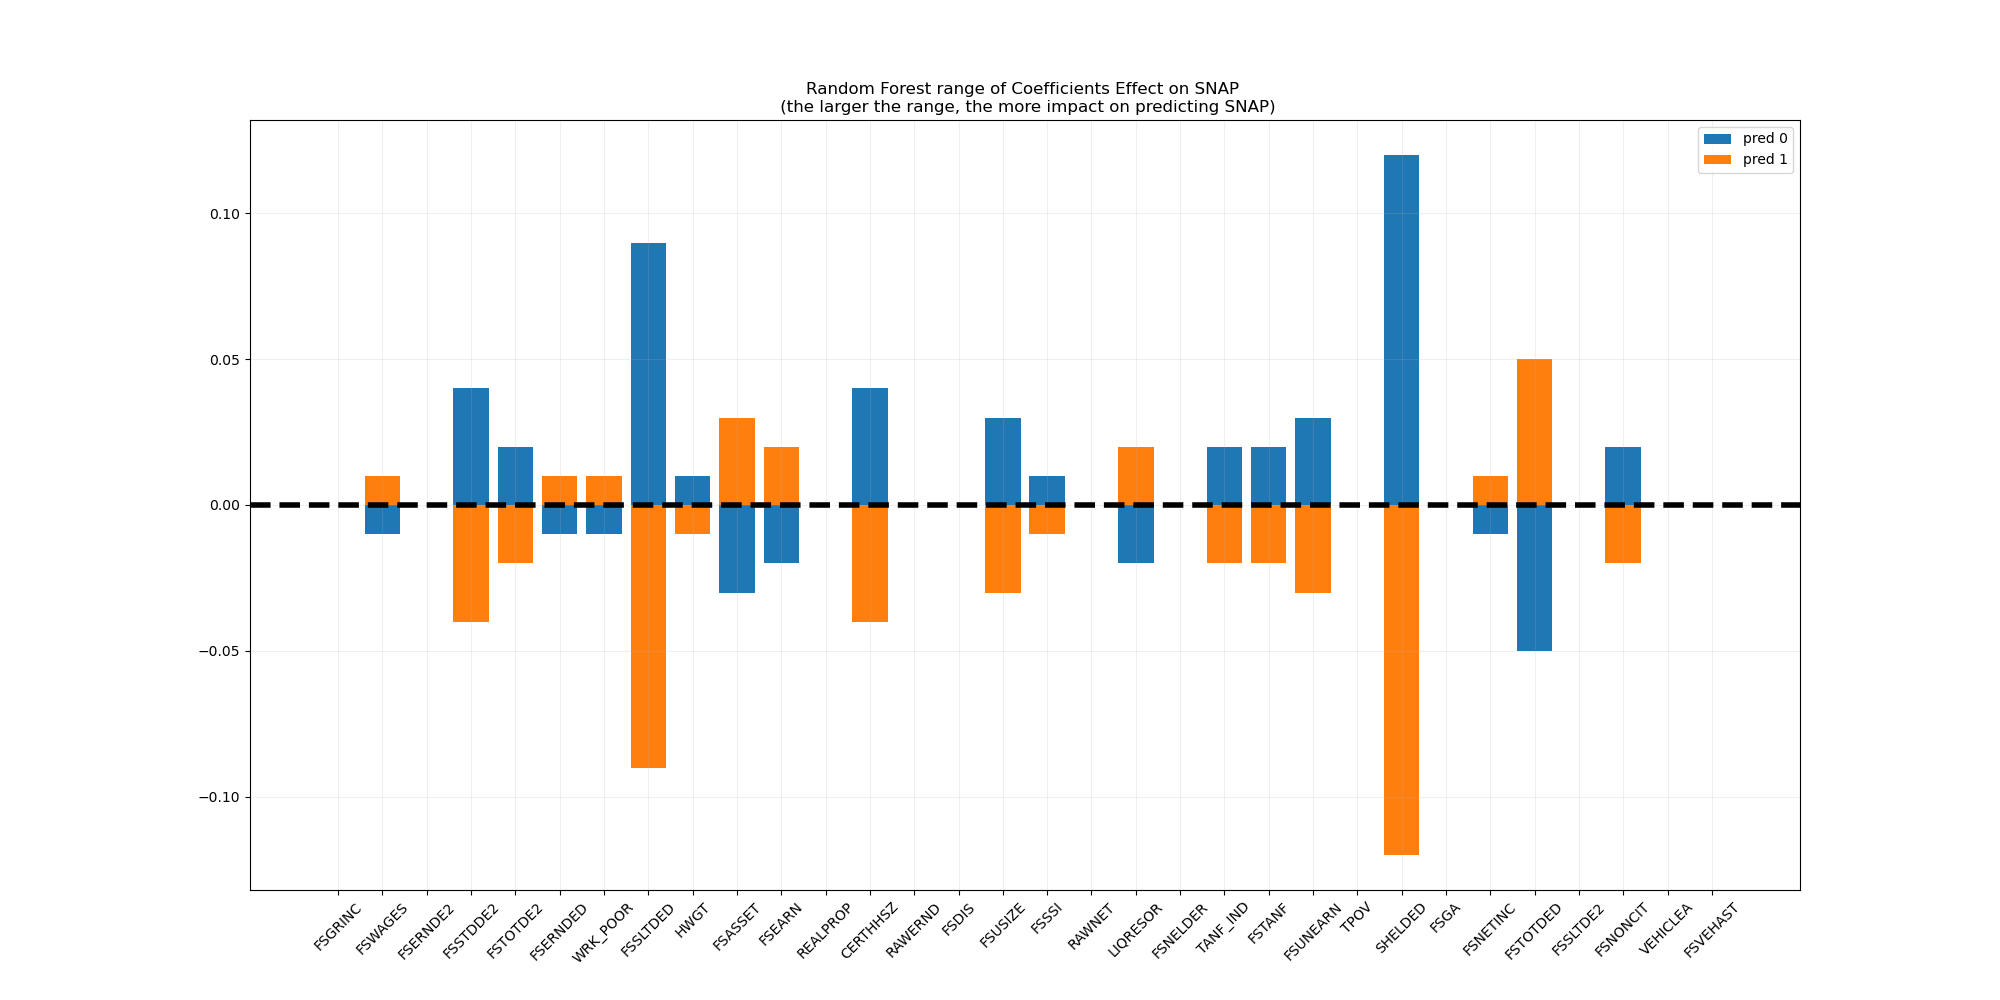 Random Forest range of Coefficients Effect on SNAP
(the larger the range, the more impact on predicting SNAP)
pred 0
pred 1
0.10
0.05
0.00
−0.05
−0.10
FSGRINC
FSWAGES
FSERNDE2
FSSTDDE2
FSTOTDE2
FSERNDED
WRK_POOR
FSSLTDED
HWGT
FSASSET
FSEARN
REALPROP
CERTHHSZ
RAWERND
FSDIS
FSUSIZE
FSSSI
RAWNET
LIQRESOR
FSNELDER
TANF_IND
FSTANF
FSUNEARN
TPOV
SHELDED
FSGA
FSNETINC
FSTOTDED
FSSLTDE2
FSNONCIT
VEHICLEA
FSVEHAST